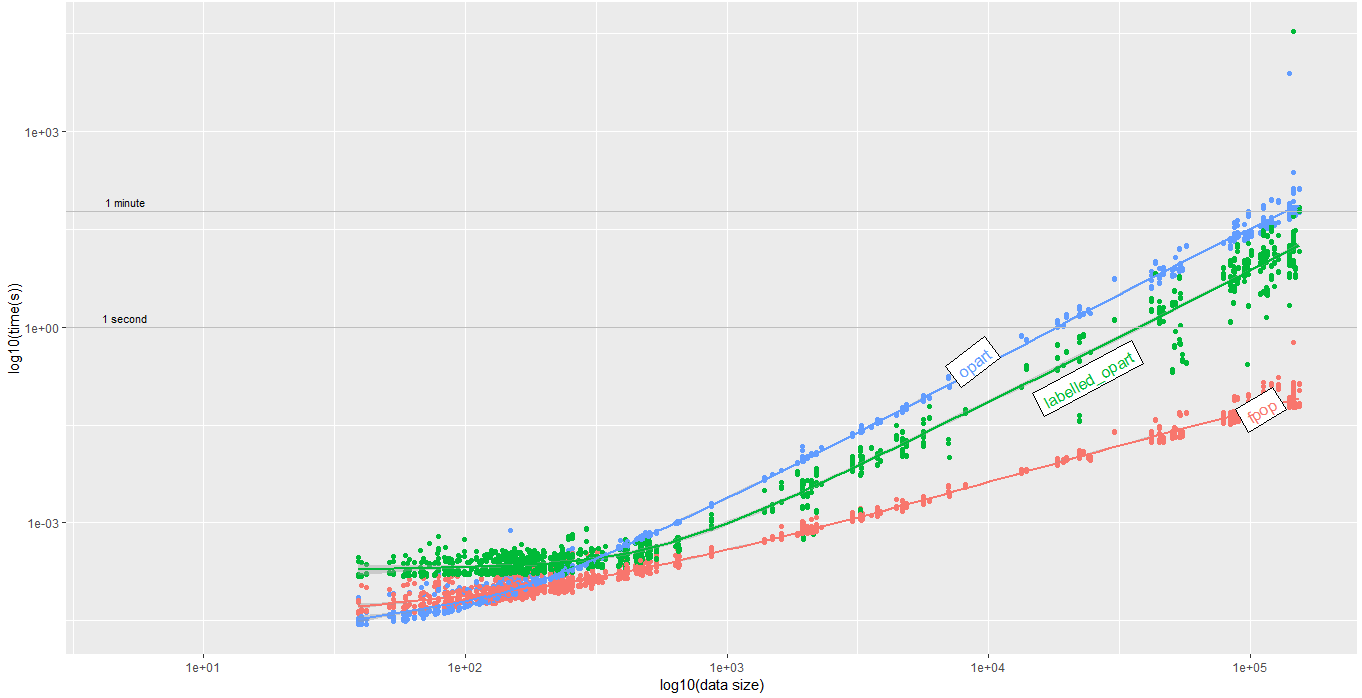 1e+03
1 minute
1e+00
1 second
1e-03
log10(time(s))
opart
labelled_opart
fpop
1e+01
1e+02
1e+03
1e+04
1e+05
log10(data size)